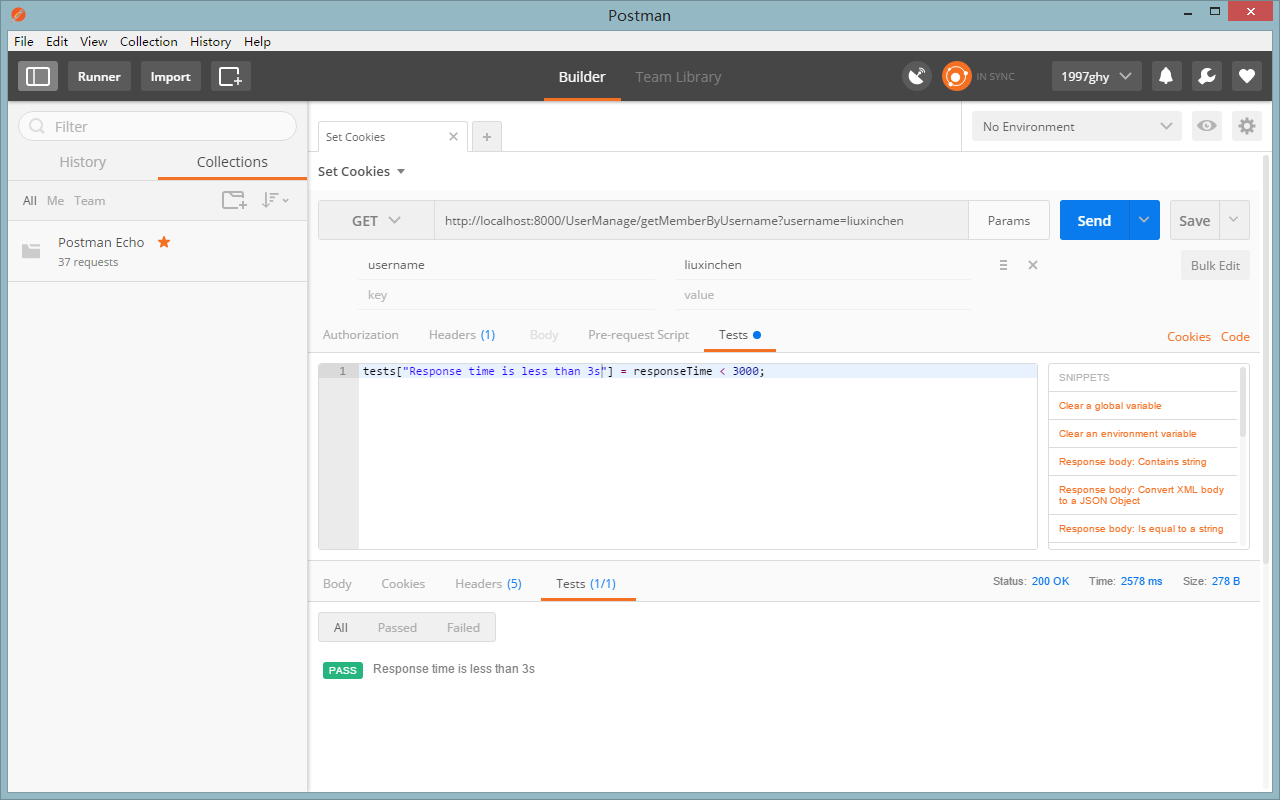 Postman
File Edit View Collection History Help
Runner Import Builder Team Library IN SYNC 1997ghy
Filter
History Collections
All Me Team
Postman Echo
37 requests
Set Cookies
No Environment
Set Cookies
GET http://localhost:8000/UserManage/getMemberByUsername?username=liuxinchen Params Send Save
username liuxinchen Bulk Edit
key value
Authorization Headers (1) Body Pre-request Script Tests Cookies Code
1 tests["Response time is less than 3s"] = responseTime < 3000;
SNIPPETS
Clear a global variable
Clear an environment variable
Response body: Contains string
Response body: Convert XML body
to a JSON Object
Response body: Is equal to a string
Body Cookies Headers (5) Tests (1/1) Status: 200 OK Time: 2578 ms Size: 278 B
All Passed Failed
PASS Response time is less than 3s